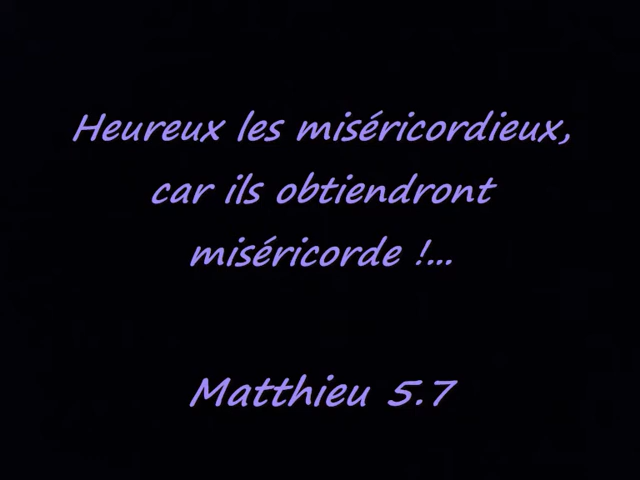 Heureux les miséricordieux,
car ils obtiendront
miséricorde !...
Matthieu 5.7